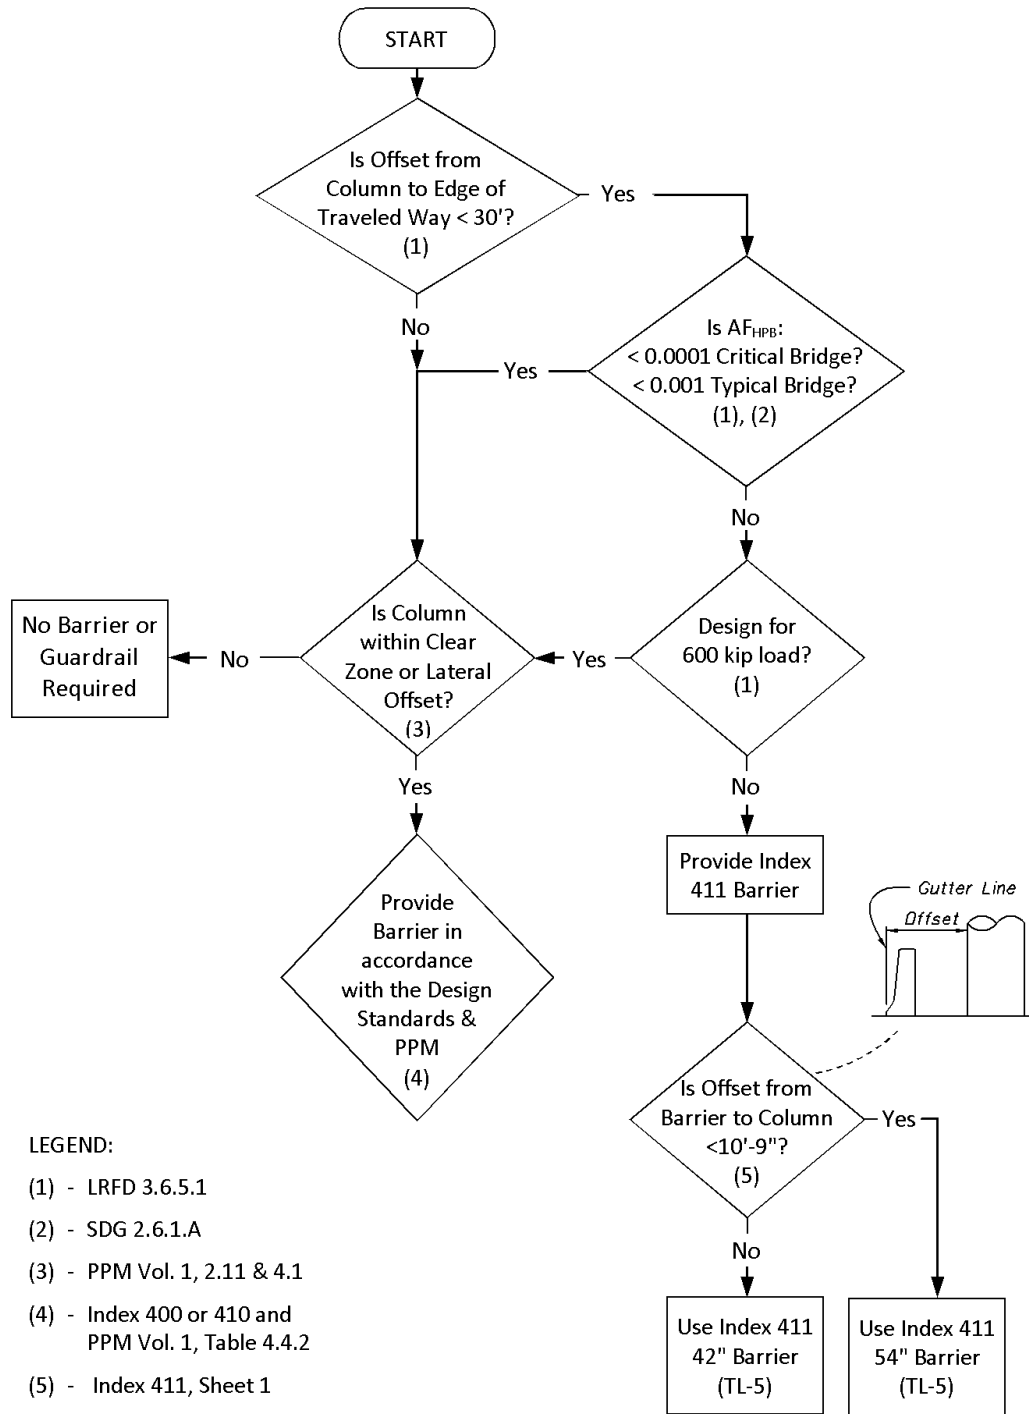 START
Is Offset from
Column to Edge of
Traveled Way < 30'?
(1)
Yes
No
Is AFHPB:
< 0.0001 Critical Bridge?
< 0.001 Typical Bridge?
(1), (2)
Yes
No
No Barrier or
Guardrail
Required
No
Is Column
within Clear
Zone or Lateral
Offset?
(3)
Yes
Design for
600 kip load?
(1)
Yes
No
Provide
Barrier in
accordance
with the Design
Standards &
PPM
(4)
Provide Index
411 Barrier
Gutter Line
Offset
Is Offset from
Barrier to Column
<10'-9"?
(5)
Yes
No
Use Index 411
42" Barrier
(TL-5)
Use Index 411
54" Barrier
(TL-5)
LEGEND:
(1) - LRFD 3.6.5.1
(2) - SDG 2.6.1.A
(3) - PPM Vol. 1, 2.11 & 4.1
(4) - Index 400 or 410 and
PPM Vol. 1, Table 4.4.2
(5) - Index 411, Sheet 1